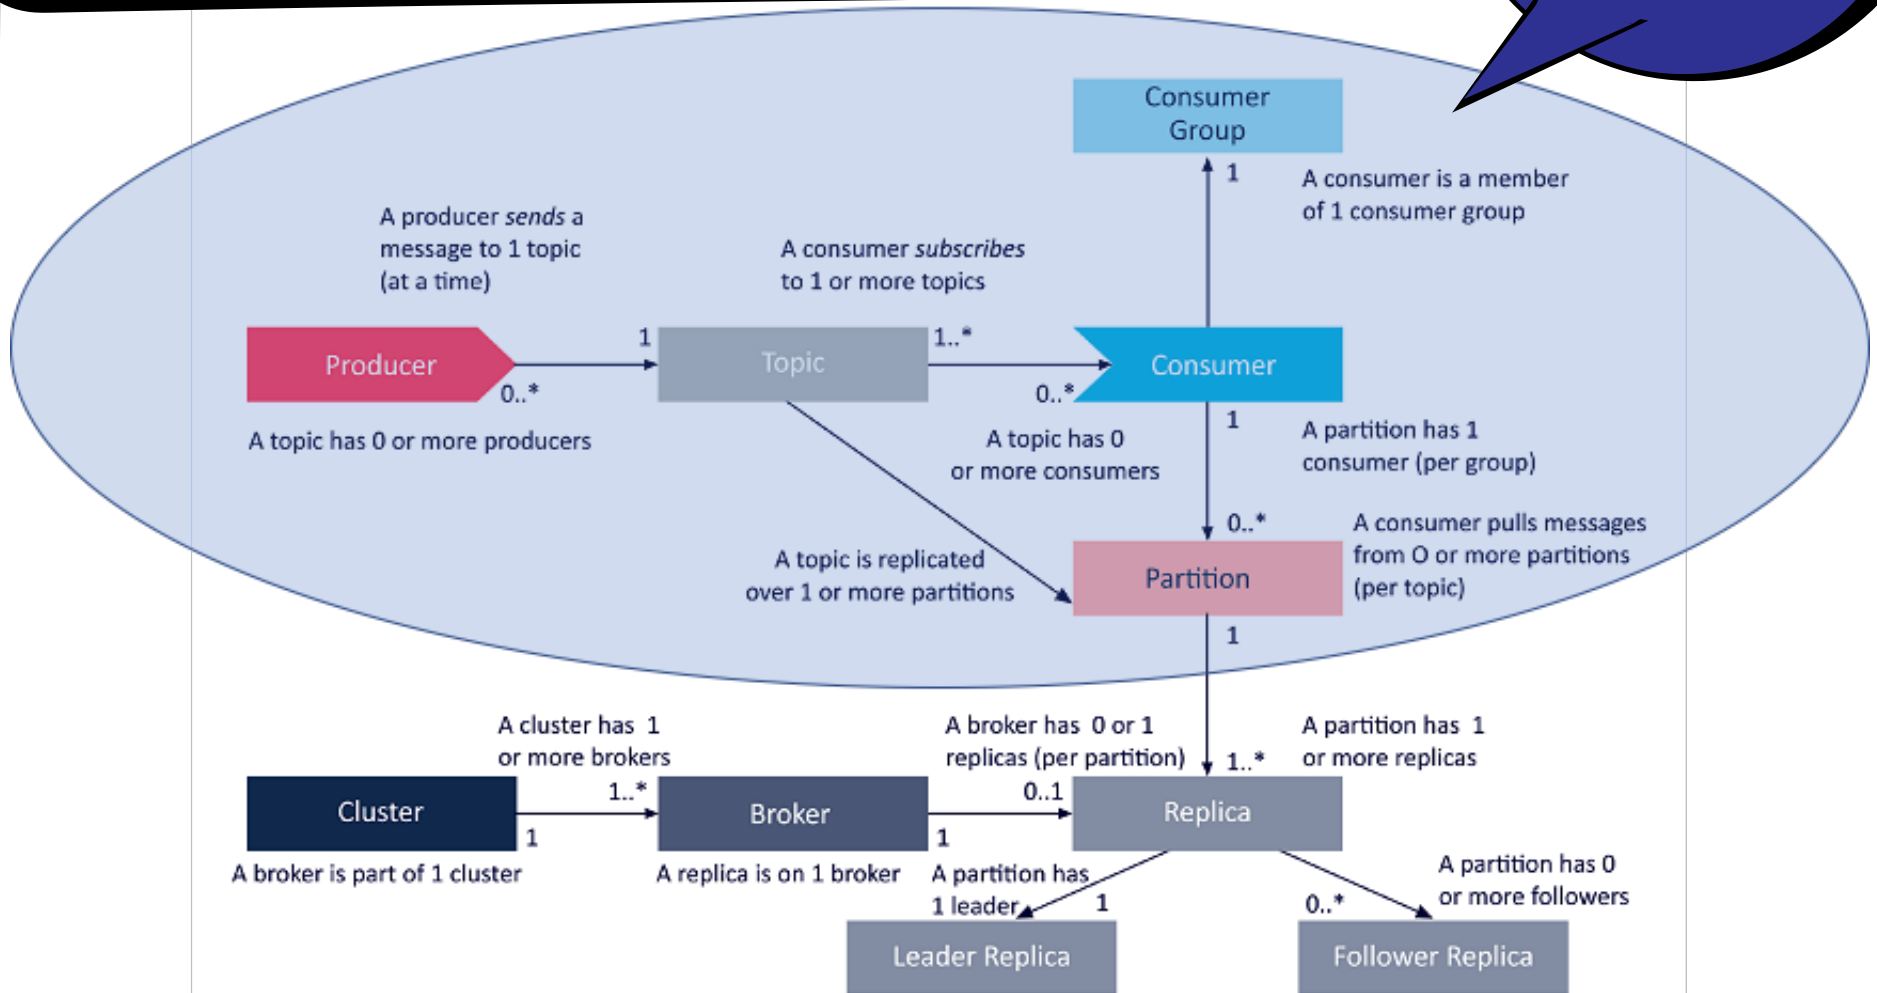 Consumer
Group
1
A consumer is a member
of 1 consumer group
A producer sends a
message to 1 topic
(at a time)
A consumer subscribes
to 1 or more topics
Producer
0..*
1
Topic
1..*
0..*
Consumer
A topic has 0 or more producers
A topic has 0
or more consumers
1
A partition has 1
consumer (per group)
0..*
A consumer pulls messages
from O or more partitions
(per topic)
A topic is replicated
over 1 or more partitions
Partition
1
A cluster has 1
or more brokers
A broker has 0 or 1
replicas (per partition)
1..*
A partition has 1
or more replicas
Cluster
1..*
1
Broker
0..1
1
Replica
A broker is part of 1 cluster
A replica is on 1 broker
A partition has
1 leader
1
0..*
A partition has 0
or more followers
Leader Replica
Follower Replica